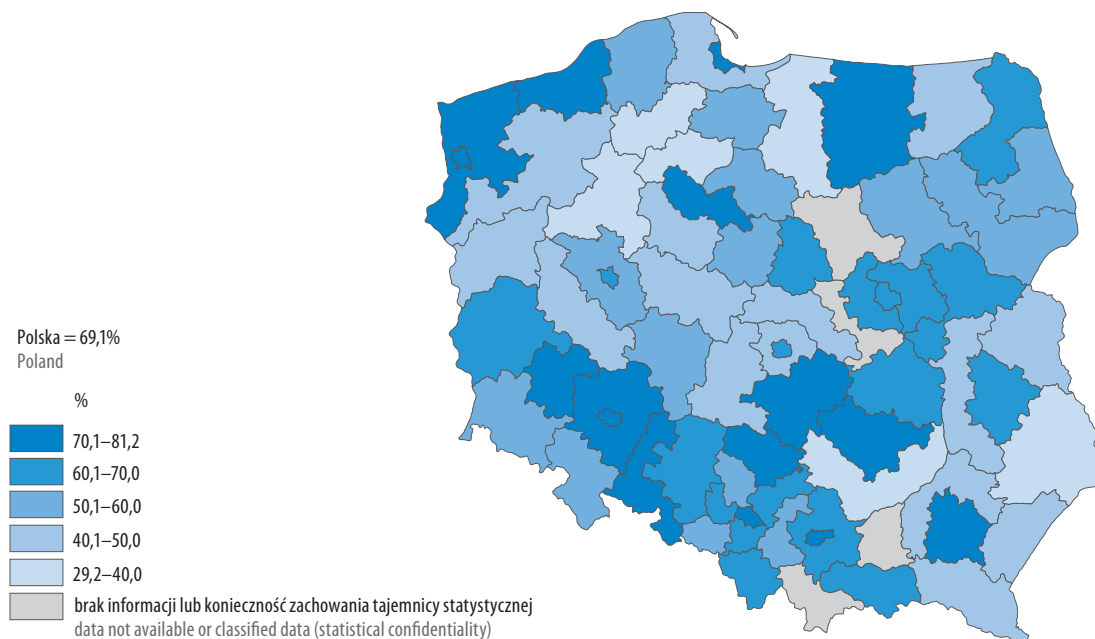 Polska = 69,1%
Poland
%
70,1–81,2
60,1–70,0
50,1–60,0
40,1–50,0
29,2–40,0
brak informacji lub konieczność zachowania tajemnicy statystycznej
data not available or classified data (statistical confidentiality)